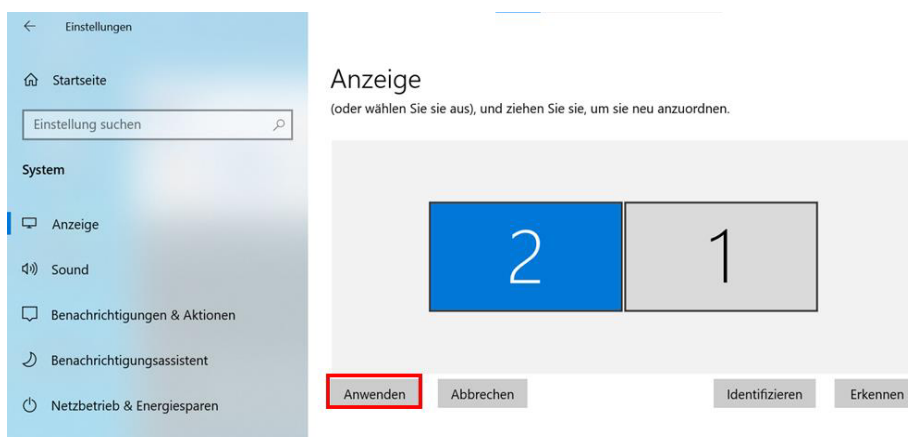 Einstellungen
Startseite
Einstellung suchen
System
Anzeige
Sound
Benachrichtigungen & Aktionen
Benachrichtigungsassistent
Netzbetrieb & Energiesparen
Anzeige
(oder wählen Sie sie aus), und ziehen Sie sie, um sie neu anzuordnen.
2 1
Anwenden Abbrechen Identifizieren Erkennen